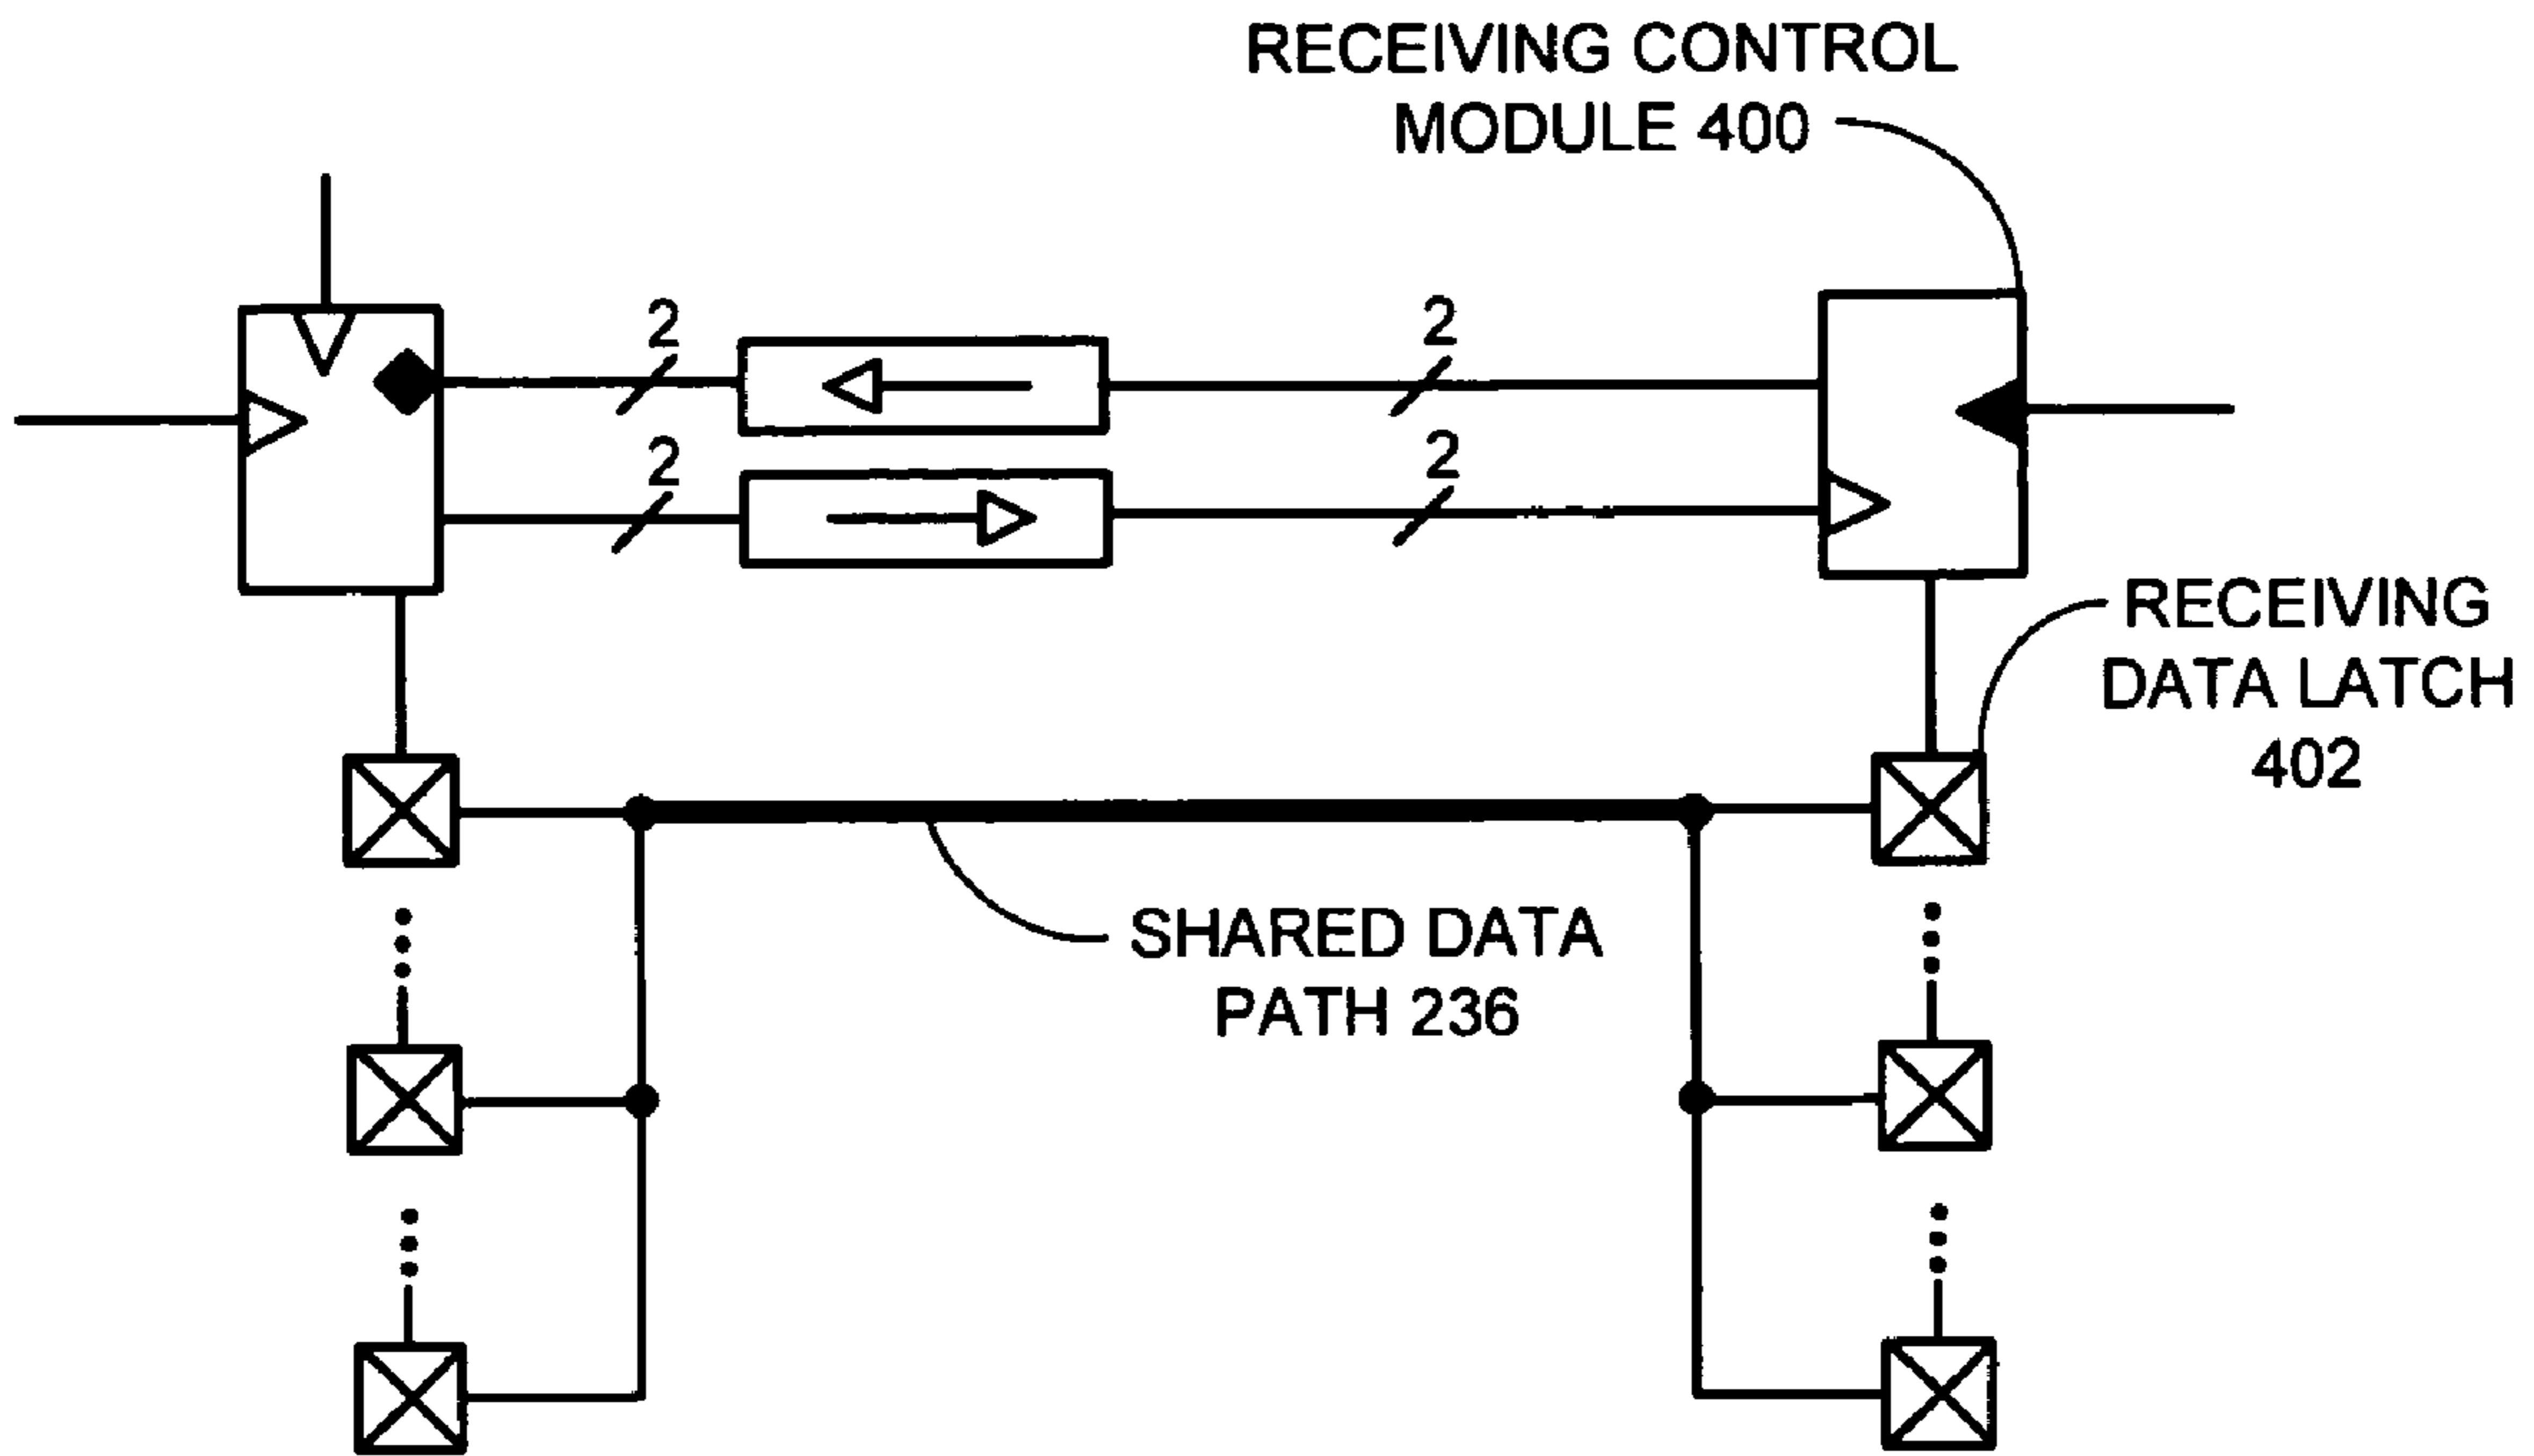 RECEIVING CONTROL
MODULE 400
2
2
2
2
RECEIVING
DATA LATCH
402
SHARED DATA
PATH 236